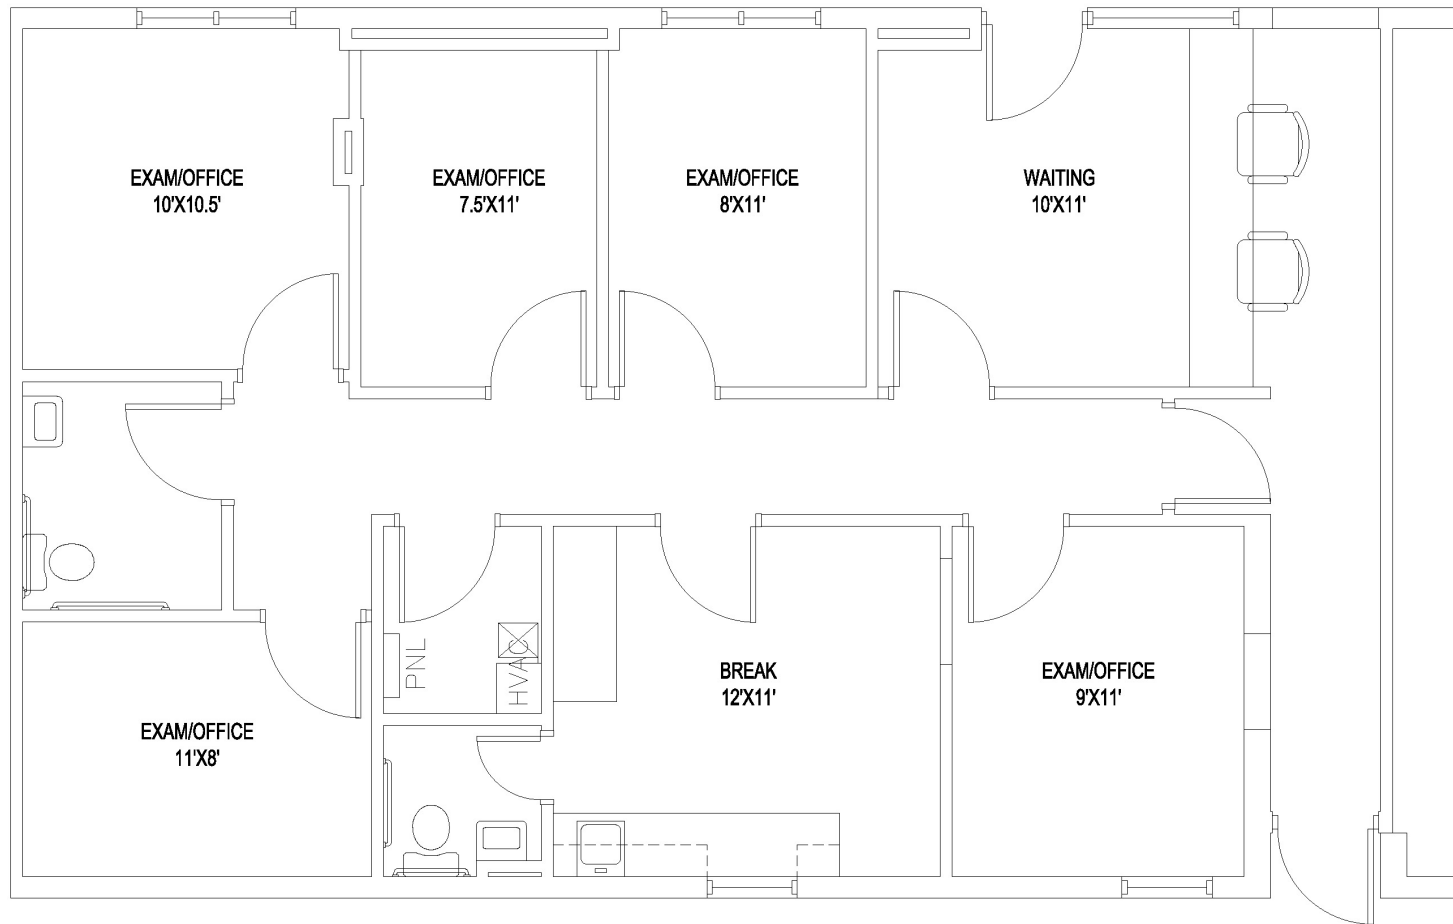 EXAM/OFFICE
10'X10.5'
EXAM/OFFICE
7.5'X11'
EXAM/OFFICE
8'X11'
WAITING
10'X11'
PNL
HVAC
BREAK
12'X11'
EXAM/OFFICE
9'X11'
EXAM/OFFICE
11'X8'